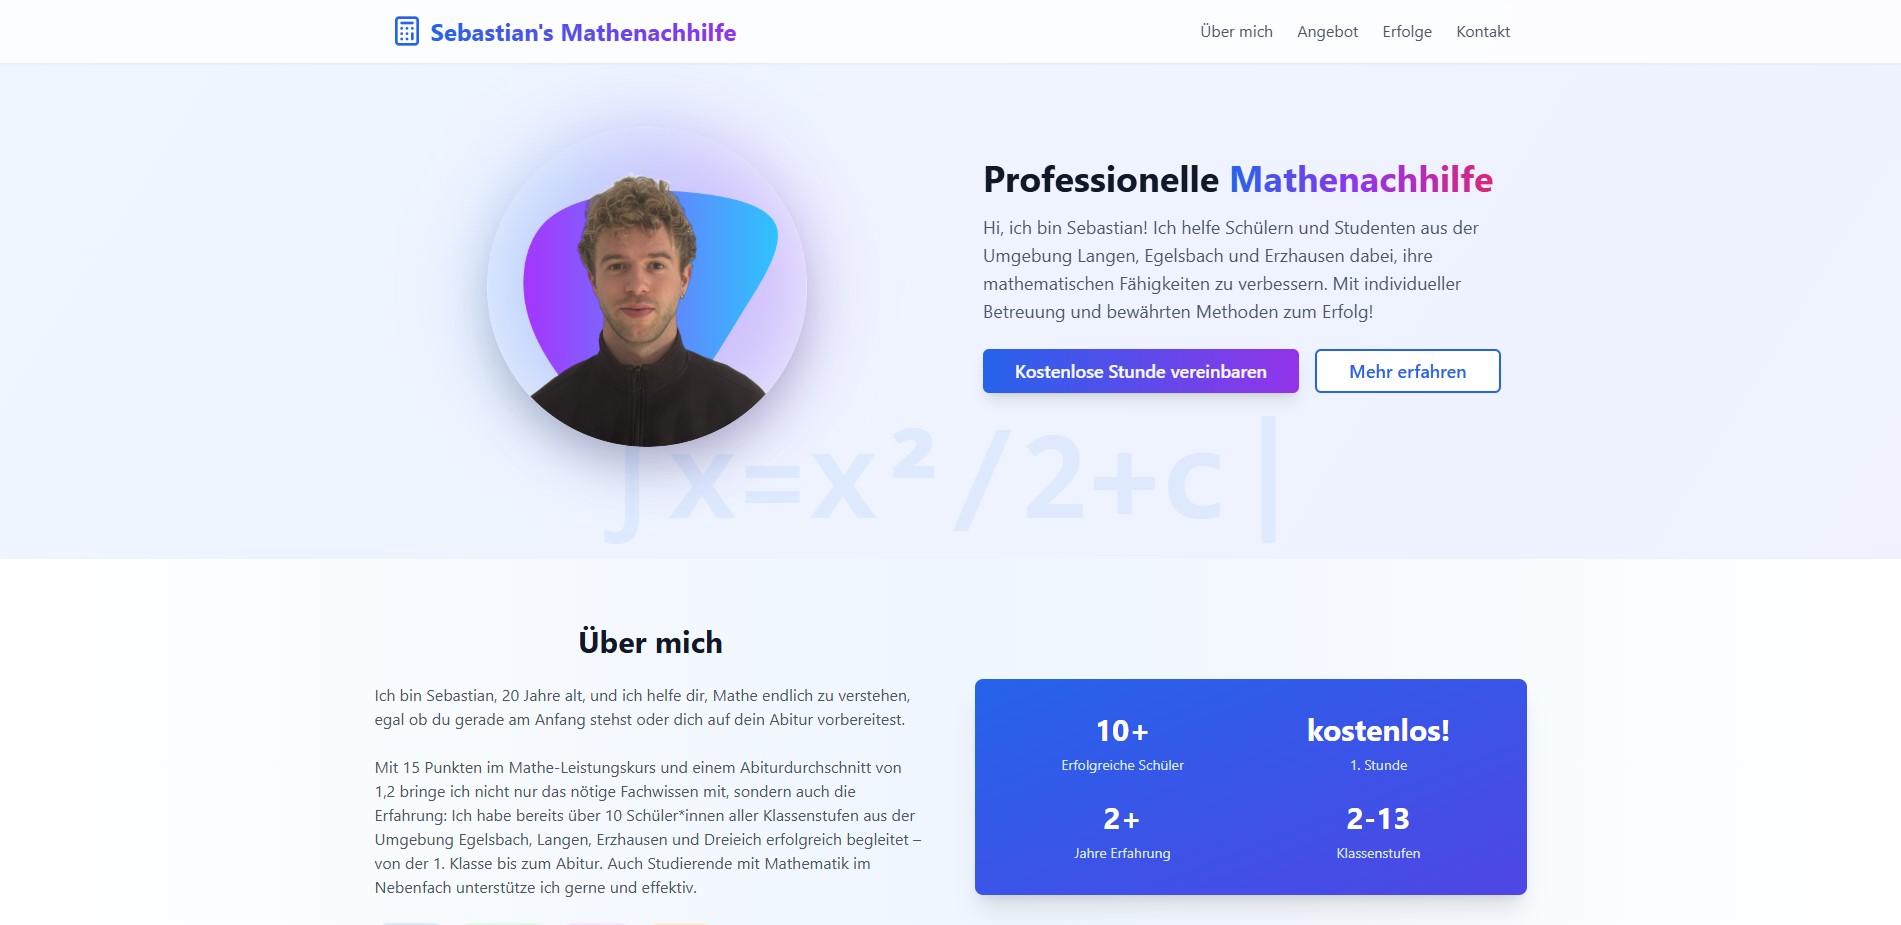 Sebastian's Mathenachhilfe
Über mich
Angebot
Erfolge
Kontakt
Professionelle Mathenachhilfe
Hi, ich bin Sebastian! Ich helfe Schülern und Studenten aus der
Umgebung Langen, Egelsbach und Erzhausen dabei, ihre
mathematischen Fähigkeiten zu verbessern. Mit individueller
Betreuung und bewährten Methoden zum Erfolg!
Kostenlose Stunde vereinbaren
Mehr erfahren
∫x=x²/2+c|
Über mich
Ich bin Sebastian, 20 Jahre alt, und ich helfe dir, Mathe endlich zu verstehen,
egal ob du gerade am Anfang stehst oder dich auf dein Abitur vorbereitest.
Mit 15 Punkten im Mathe-Leistungskurs und einem Abiturdurchschnitt von
1,2 bringe ich nicht nur das nötige Fachwissen mit, sondern auch die
Erfahrung: Ich habe bereits über 10 Schüler*innen aller Klassenstufen aus der
Umgebung Egelsbach, Langen, Erzhausen und Dreieich erfolgreich begleitet –
von der 1. Klasse bis zum Abitur. Auch Studierende mit Mathematik im
Nebenfach unterstütze ich gerne und effektiv.
10+
Erfolgreiche Schüler
kostenlos!
1. Stunde
2+
Jahre Erfahrung
2-13
Klassenstufen